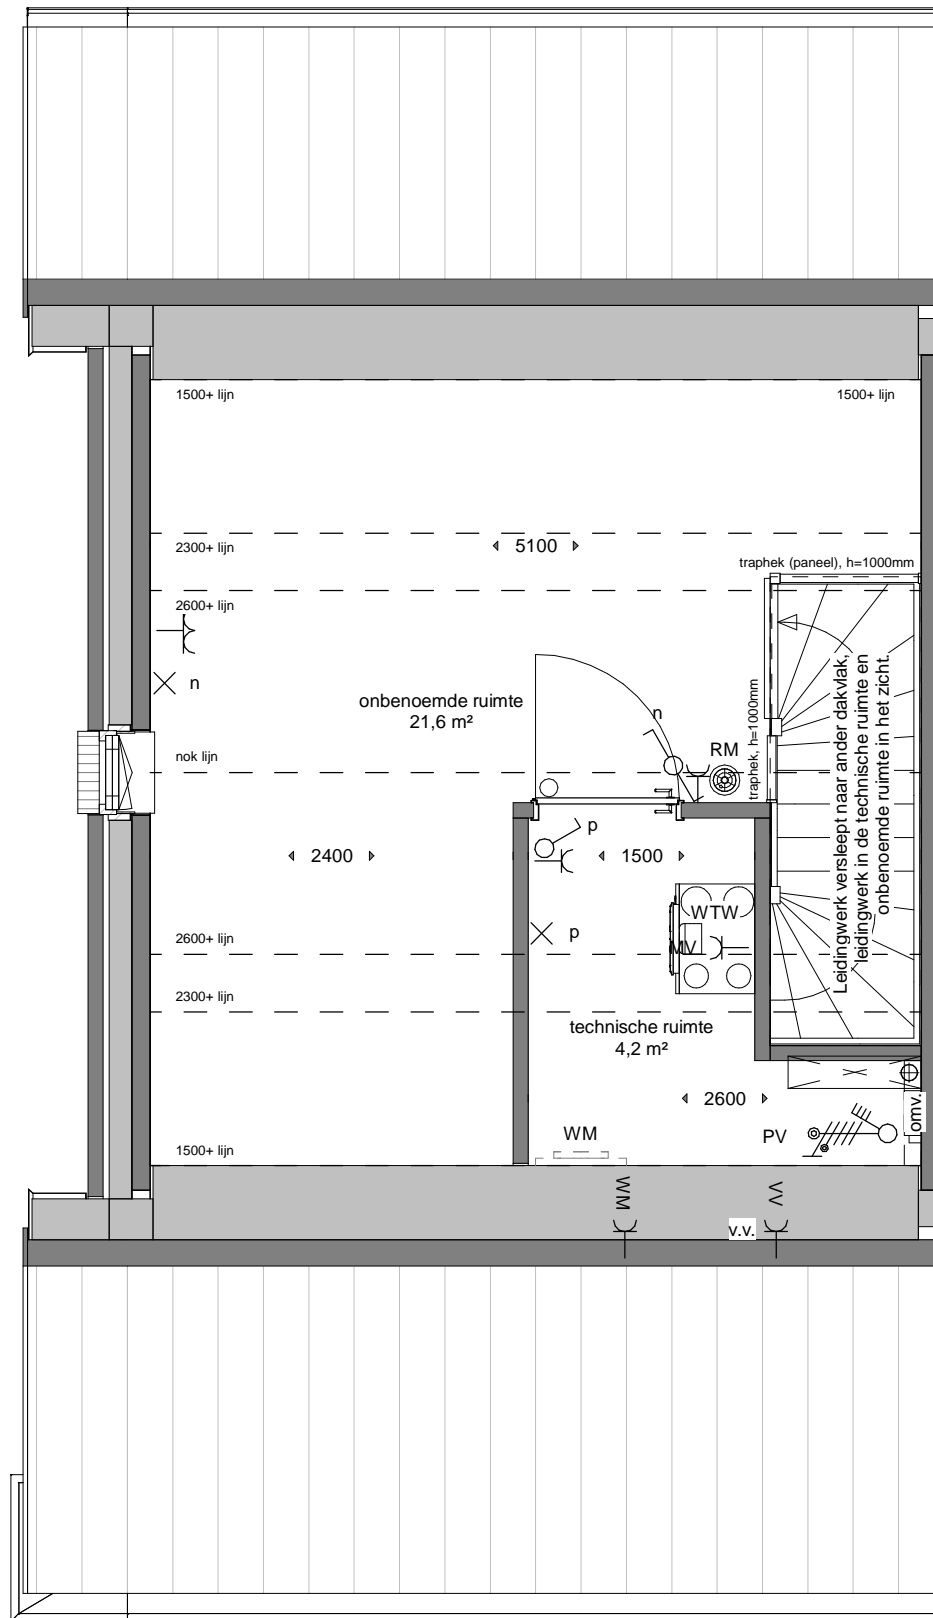 1500+ lijn
1500+ lijn
2300+ lijn
5100
traphek (paneel), h=1000mm
2600+ lijn
n
onbenoemde ruimte
21,6 m²
n
RM
traphek, h=1000mm
nok lijn
Leidingwerk versleept naar ander dakvlak,
leidingwerk in de technische ruimte en
onbenoemde ruimte in het zicht.
p
2400
1500
WTW
MV
p
2600+ lijn
2300+ lijn
technische ruimte
4,2 m²
2600
omv.
WM
PV
1500+ lijn
WM
VV
v.v.